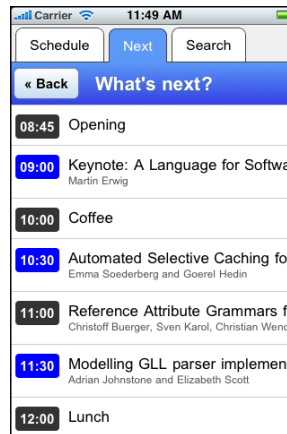 Carrier 11:49 AM
Schedule Next Search
« Back What's next?
08:45 Opening
09:00 Keynote: A Language for
Martin Erwig
10:00 Coffee
10:30 Automated Selective Caching fo
Emma Soederberg and Goerel Hedin
11:00 Reference Attribute Grammars f
Christoff Buerger, Sven Karol, Christian Wend
11:30 Modelling GLL parser implemen
Adrian Johnstone and Elizabeth Scott
12:00 Lunch